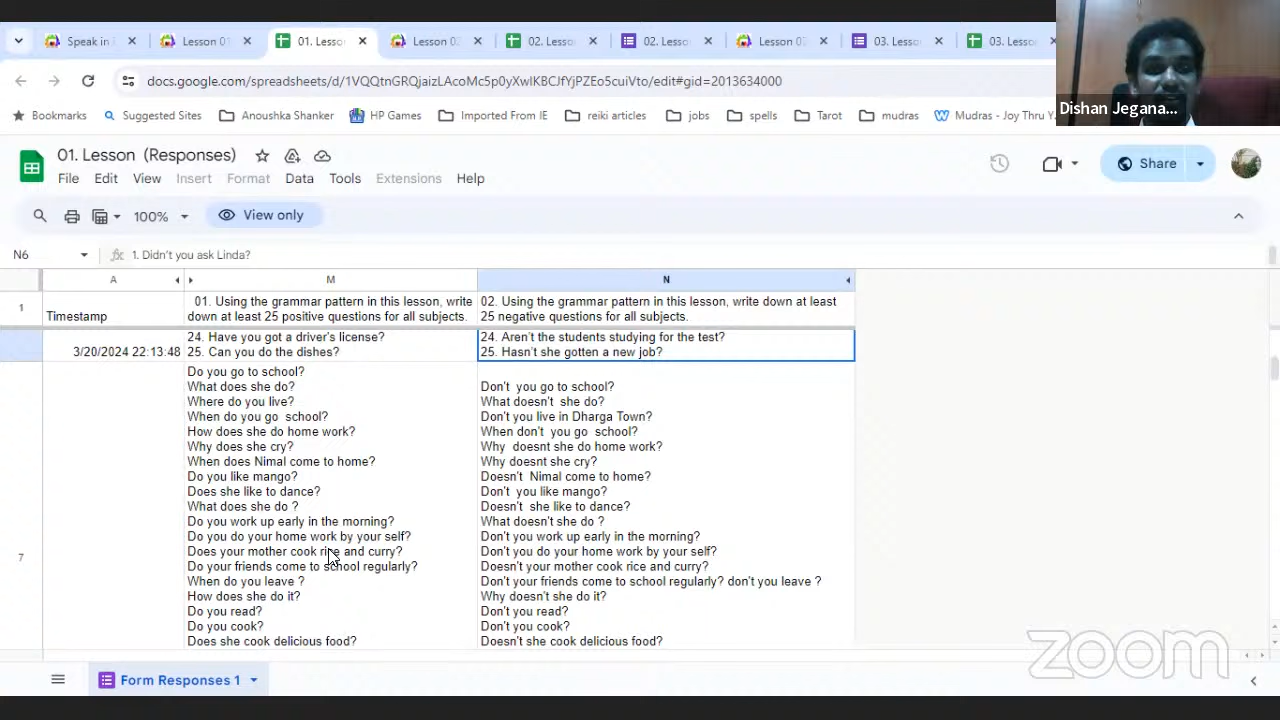 Speak in
Lesson 01
01. Lesso
Lesson 02
02. Lesso
02. Lesso
Lesson 02
03. Lesso
03. Lesso
docs.google.com/spreadsheets/d/1VQQtnGRQjaizLAcoMc5p0yXwIKBCJfYjPZEo5cuiVto/edit#gid=2013634000
Dishan Jegana...
Bookmarks Suggested Sites Anoushka Shanker HP Games Imported From IE reiki articles jobs spells Tarot mudras Mudras - Joy Thru Y
01. Lesson (Responses)
Share
File Edit View Insert Format Data Tools Extensions Help
100% View only
N6 fx 1. Didn't you ask Linda?
A M N
1
Timestamp
01. Using the grammar pattern in this lesson, write
down at least 25 positive questions for all subjects.
02. Using the grammar pattern in this lesson, write down at least
25 negative questions for all subjects.
3/20/2024 22:13:48
24. Have you got a driver's license?
25. Can you do the dishes?
24. Aren't the students studying for the test?
25. Hasn't she gotten a new job?
7
Do you go to school?
What does she do?
Where do you live?
When do you go  school?
How does she do home work?
Why does she cry?
When does Nimal come to home?
Do you like mango?
Does she like to dance?
What does she do ?
Do you work up early in the morning?
Do you do your home work by your self?
Does your mother cook rice and curry?
Do your friends come to school regularly?
When do you leave ?
How does she do it?
Do you read?
Do you cook?
Does she cook delicious food?
Don't  you go to school?
What doesn't  she do?
Don't you live in Dharga Town?
When don't  you go  school?
Why  doesnt she do home work?
Why doesnt she cry?
Doesn't  Nimal come to home?
Don't  you like mango?
Doesn't  she like to dance?
What doesn't she do ?
Don't you work up early in the morning?
Don't you do your home work by your self?
Doesn't your mother cook rice and curry?
Don't your friends come to school regularly? don't you leave ?
Why doesn't she do it?
Don't you read?
Don't you cook?
Doesn't she cook delicious food?
zoom
Form Responses 1